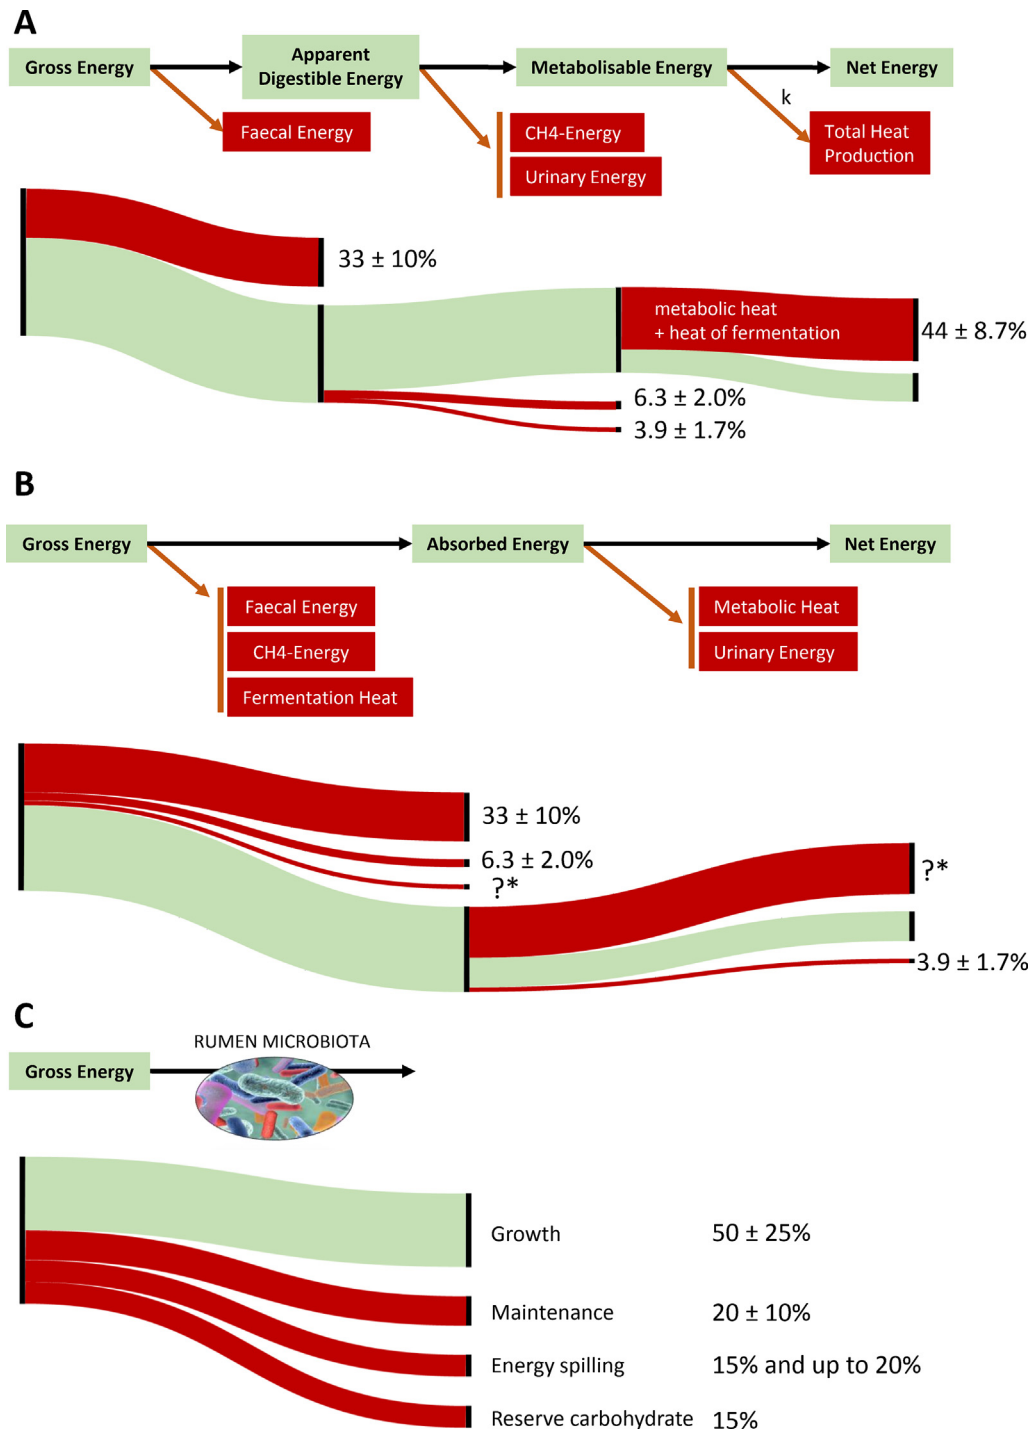 A
Gross Energy
Apparent
Digestible Energy
Metabolisable Energy
Net Energy
k
Faecal Energy
CH4-Energy
Urinary Energy
Total Heat
Production
33 ± 10%
metabolic heat
+ heat of fermentation
44 ± 8.7%
6.3 ± 2.0%
3.9 ± 1.7%
B
Gross Energy
Absorbed Energy
Net Energy
Faecal Energy
CH4-Energy
Fermentation Heat
Metabolic Heat
Urinary Energy
33 ± 10%
6.3 ± 2.0%
?*
?*
3.9 ± 1.7%
C
RUMEN MICROBIOTA
Gross Energy
Growth 50 ± 25%
Maintenance 20 ± 10%
Energy spilling 15% and up to 20%
Reserve carbohydrate 15%